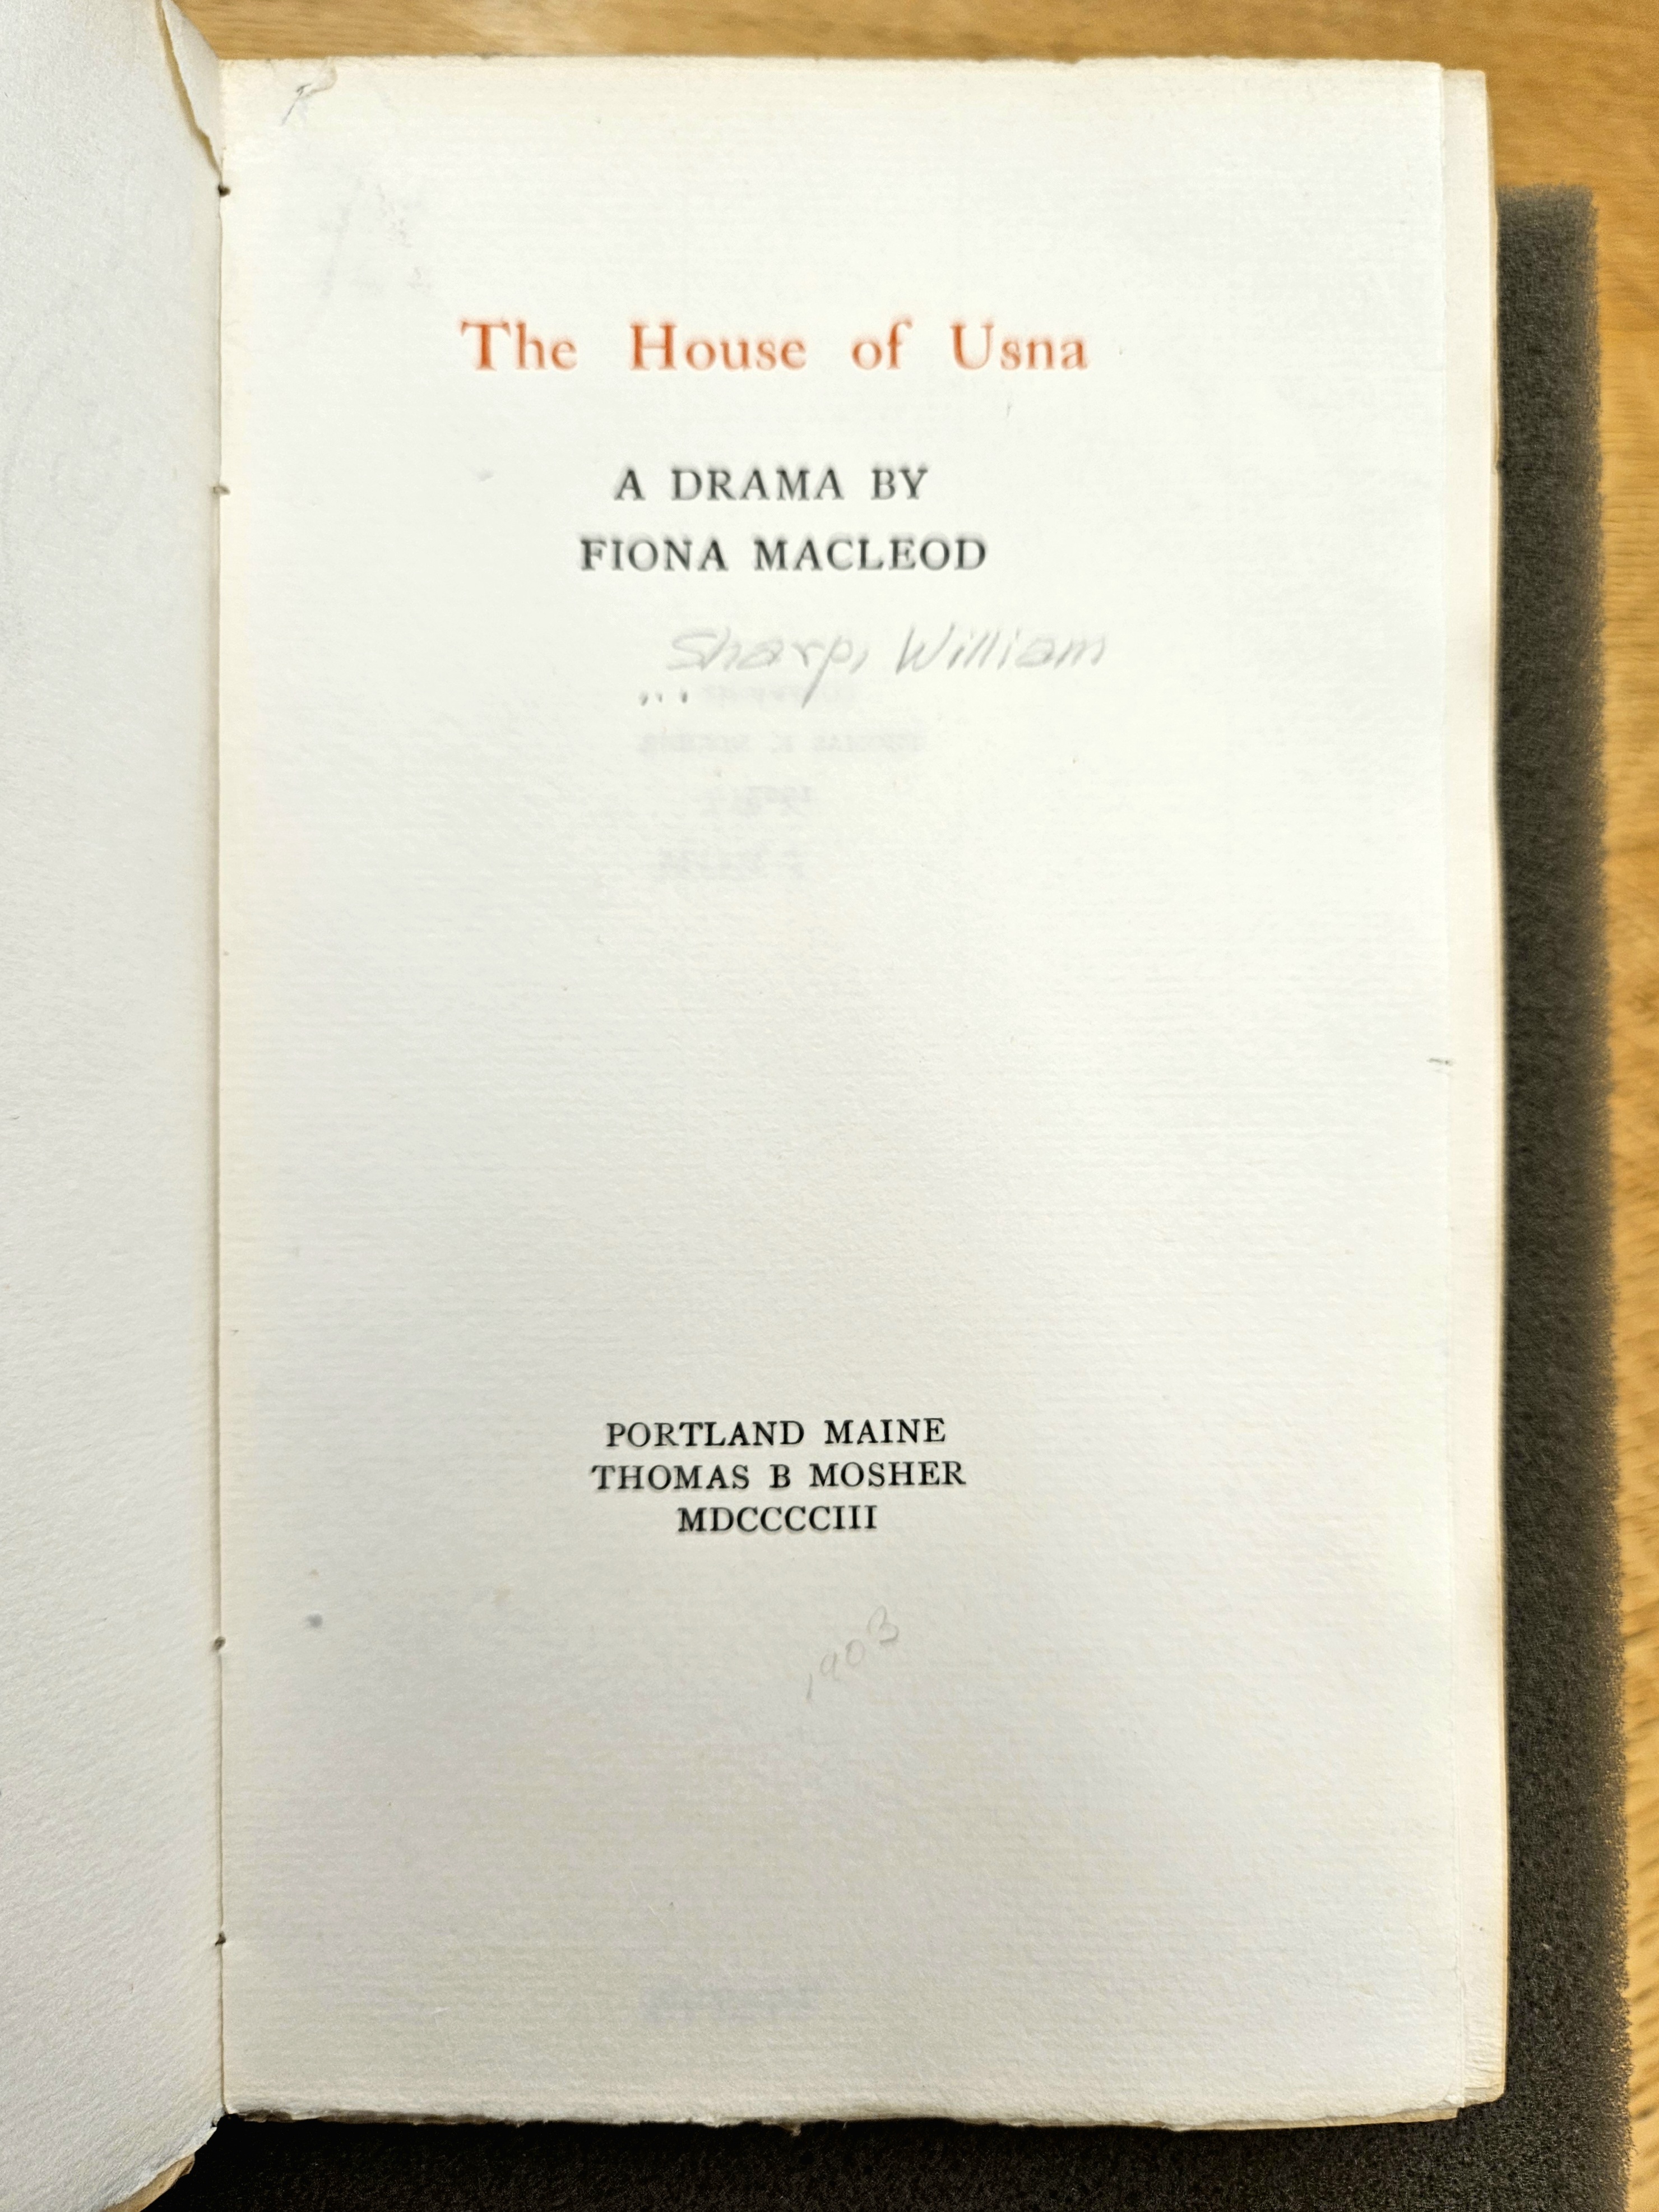 The House of Usna
A DRAMA BY
FIONA MACLEOD
Sharp, William
...
PORTLAND MAINE
THOMAS B MOSHER
MDCCCCIII
1903